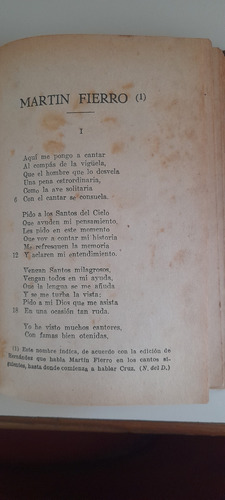 MARTIN FIERRO (1)
I
Aquí me pongo a cantar
Al compás de la vigüela,
Que el hombre que lo desvela
Una pena estrordinaria,
Como la ave solitaria
6 Con el cantar se consuela.
Pido a los Santos del Cielo
Que ayuden mi pensamiento,
Les pido en este momento
Que voy a cantar mi historia
Me refresquen la memoria
12 Y aclaren mi entendimiento.
Vengan Santos milagrosos,
Vengan todos en mi ayuda,
Que la lengua se me añuda
Y se me turba la vista;
Pido a mi Dios que me asista
18 En una ocasión tan ruda.
Yo he visto muchos cantores,
Con famas bien otenidas,
(1) Este nombre indica, de acuerdo con la edición de
Hernández que habla Martín Fierro en los cantos si-
guientes, hasta donde comienza a hablar Cruz. (N. del D.)